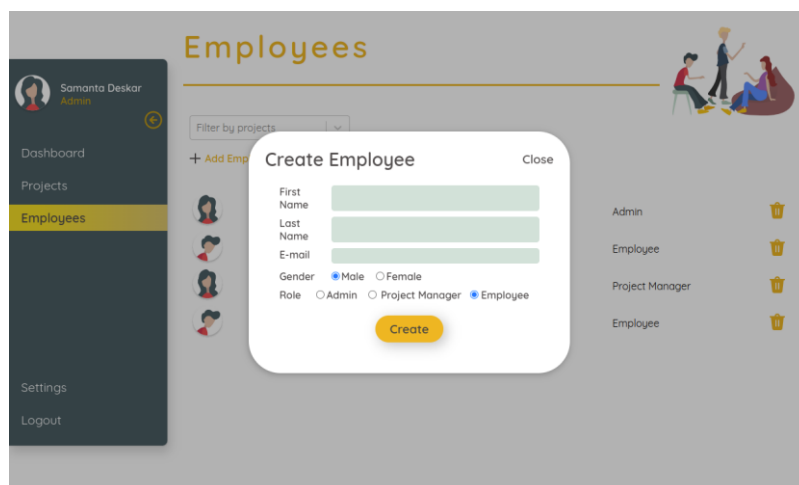 Employees
Samanta Deskar
Admin
Dashboard
Projects
Employees
Settings
Logout
Filter by projects
+ Add Emp
Create Employee Close
First
Name
Last
Name
E-mail
Gender Male Female
Role Admin Project Manager Employee
Create
Admin
Employee
Project Manager
Employee